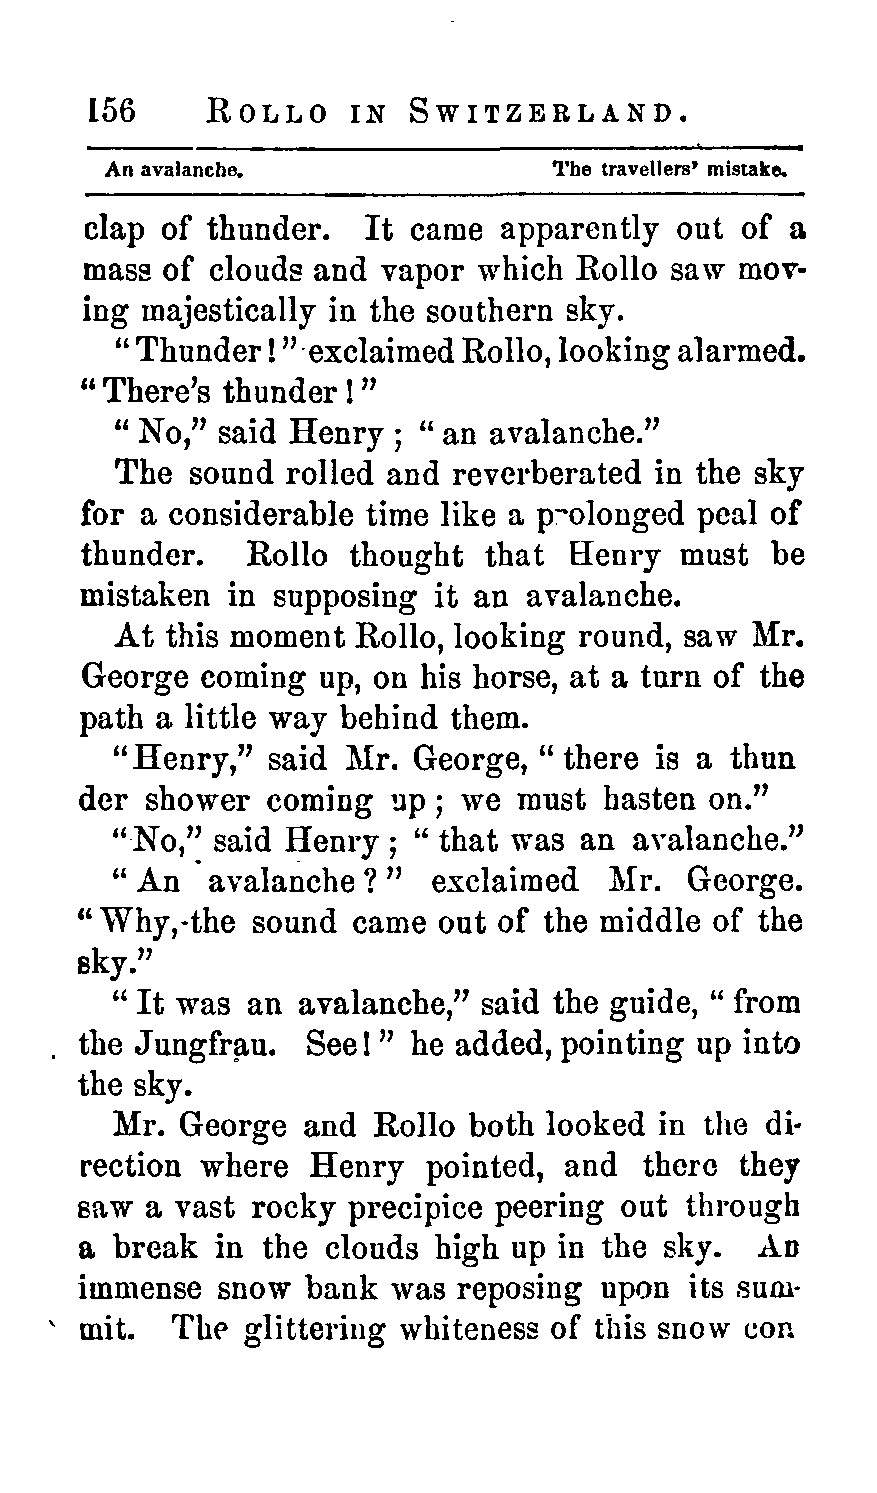 156 ROLLO IN SWITZERLAND.
An avalanche. The travellers' mistake.
clap of thunder. It came apparently out of a
mass of clouds and vapor which Rollo saw mov-
ing majestically in the southern sky.
"Thunder!" exclaimed Rollo, looking alarmed.
"There's thunder!"
"No," said Henry; "an avalanche."
The sound rolled and reverberated in the sky
for a considerable time like a prolonged peal of
thunder. Rollo thought that Henry must be
mistaken in supposing it an avalanche.
At this moment Rollo, looking round, saw Mr.
George coming up, on his horse, at a turn of the
path a little way behind them.
"Henry," said Mr. George, "there is a thun
der shower coming up; we must hasten on."
"No," said Henry; "that was an avalanche."
"An avalanche?" exclaimed Mr. George.
"Why, the sound came out of the middle of the
sky."
"It was an avalanche," said the guide, "from
the Jungfrau. See!" he added, pointing up into
the sky.
Mr. George and Rollo both looked in the di-
rection where Henry pointed, and there they
saw a vast rocky precipice peering out through
a break in the clouds high up in the sky. An
immense snow bank was reposing upon its sum-
mit. The glittering whiteness of this snow con